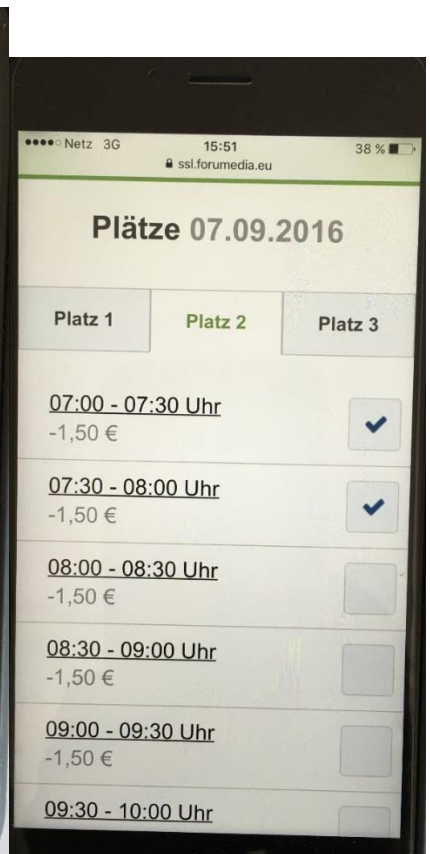 Netz 3G 15:51 38 %
ssl.forumedia.eu
Plätze 07.09.2016
Platz 1 Platz 2 Platz 3
07:00 - 07:30 Uhr
-1,50 €
07:30 - 08:00 Uhr
-1,50 €
08:00 - 08:30 Uhr
-1,50 €
08:30 - 09:00 Uhr
-1,50 €
09:00 - 09:30 Uhr
-1,50 €
09:30 - 10:00 Uhr